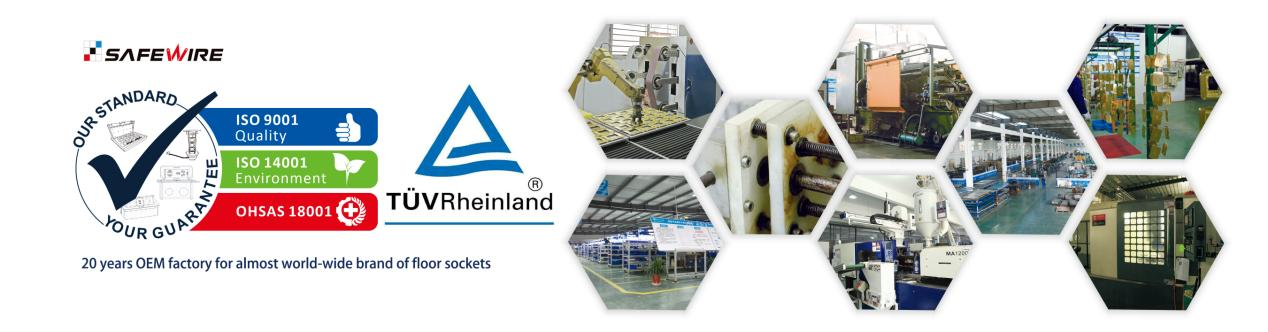 SAFEWIRE
OUR STANDARD
YOUR GUARANTEE
ISO 9001
Quality
ISO 14001
Environment
OHSAS 18001
TÜVRheinland
®
20 years OEM factory for almost world-wide brand of floor sockets
MA1200